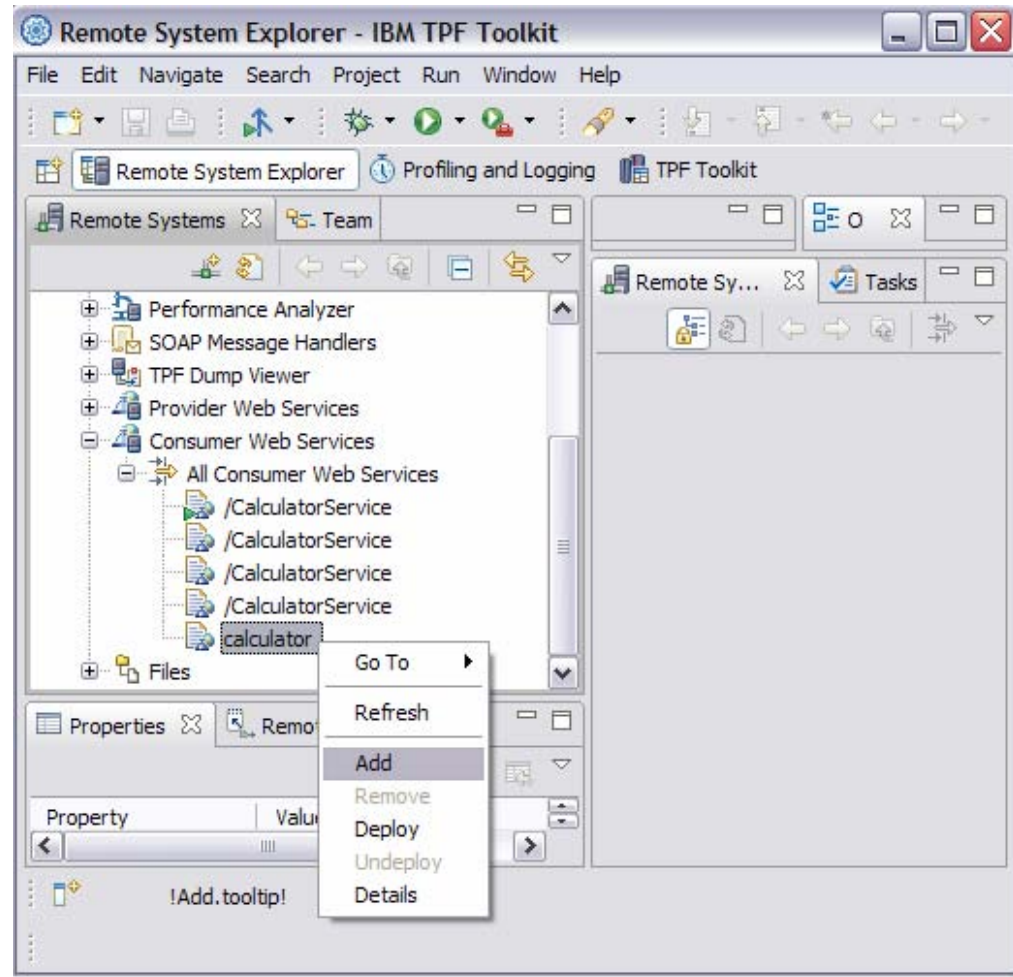 Remote System Explorer - IBM TPF Toolkit
File Edit Navigate Search Project Run Window Help
Remote System Explorer Profiling and Logging TPF Toolkit
Remote Systems Team O
Remote Sy... Tasks
Performance Analyzer
SOAP Message Handlers
TPF Dump Viewer
Provider Web Services
Consumer Web Services
All Consumer Web Services
/CalculatorService
/CalculatorService
/CalculatorService
/CalculatorService
calculator
Files
Go To
Refresh
Add
Remove
Deploy
Undeploy
Details
Properties Remo
Property Valu
!Add.tooltip!